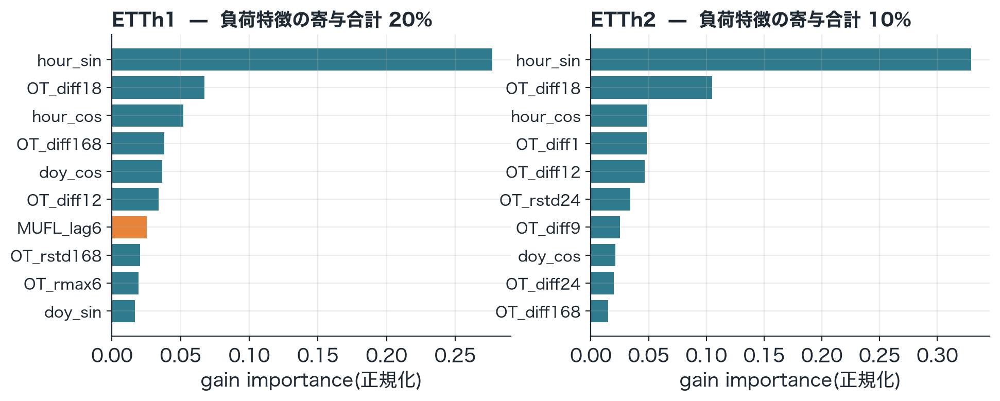 ETTh1 — 負荷特徴の寄与合計 20%
hour_sin
OT_diff18
hour_cos
OT_diff168
doy_cos
OT_diff12
MUFL_lag6
OT_rstd168
OT_rmax6
doy_sin
0.00 0.05 0.10 0.15 0.20 0.25
gain importance(正規化)
ETTh2 — 負荷特徴の寄与合計 10%
hour_sin
OT_diff18
hour_cos
OT_diff1
OT_diff12
OT_rstd24
OT_diff9
doy_cos
OT_diff24
OT_diff168
0.00 0.05 0.10 0.15 0.20 0.25 0.30
gain importance(正規化)